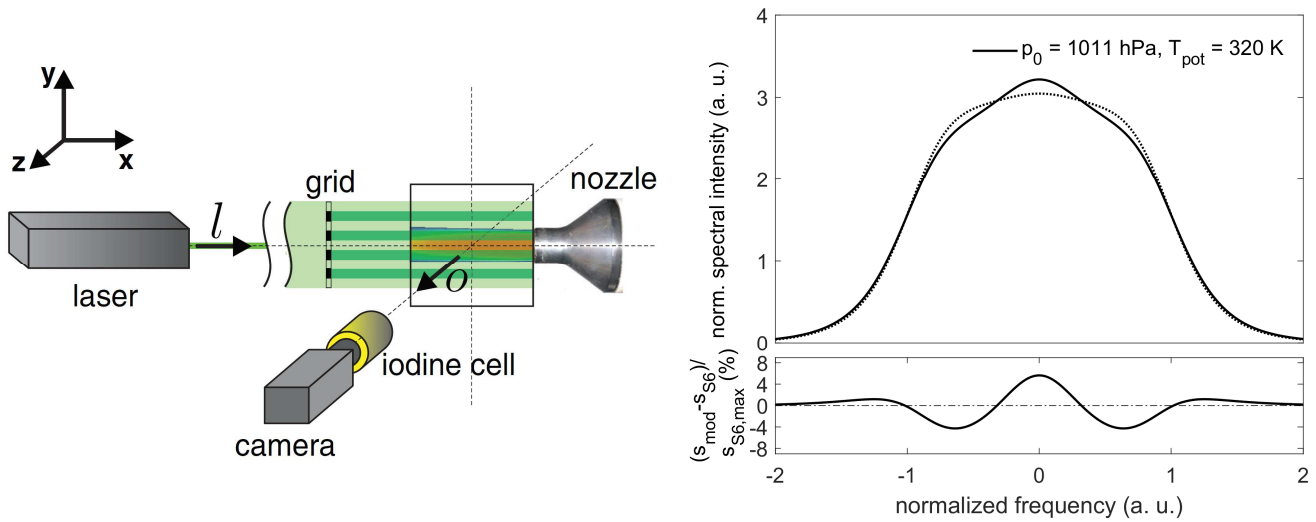 y
z
x
grid
nozzle
l
laser
o
iodine cell
camera
norm. spectral intensity (a. u.)
4
3
2
1
0
p0 = 1011 hPa, Tpot = 320 K
(smod-sS6)/
sS6,max (%)
8
4
0
-4
-8
-2
-1
0
1
2
normalized frequency (a. u.)